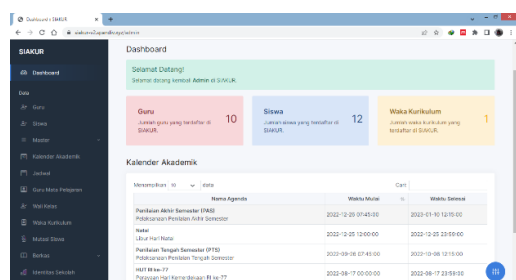 Dashboard - SIAKUR
SIAKUR
Dashboard
Data
Guru
Siswa
Master
Kalender Akademik
Jadwal
Guru Mata Pelajaran
Wali Kelas
Waka Kurikulum
Mutasi Siswa
Berkas
Identitas Sekolah
Dashboard
Selamat Datang!
Selamat datang kembali Admin di SIAKUR.
Guru
Jumlah guru yang terdaftar di
SIAKUR.
10
Siswa
Jumlah siswa yang terdaftar di
SIAKUR.
12
Waka Kurikulum
Jumlah waka kurikulum yang
terdaftar di SIAKUR.
1
Kalender Akademik
Menampilkan 10 data
Cari:
Nama Agenda Waktu Mulai Waktu Selesai
Penilaian Akhir Semester (PAS)
Pelaksanaan Penilaian Akhir Semester
2022-12-26 07:45:00 2023-01-10 12:15:00
Natal
Libur Hari Natal
2022-12-25 12:00:00 2022-12-25 23:59:00
Penilaian Tengah Semester (PTS)
Pelaksanaan Penilaian Tengah Semester
2022-09-26 07:45:00 2022-10-08 12:15:00
HUT RI ke-77
Perayaan Hari Kemerdekaan RI ke-77
2022-08-17 00:00:00 2022-08-17 23:59:00